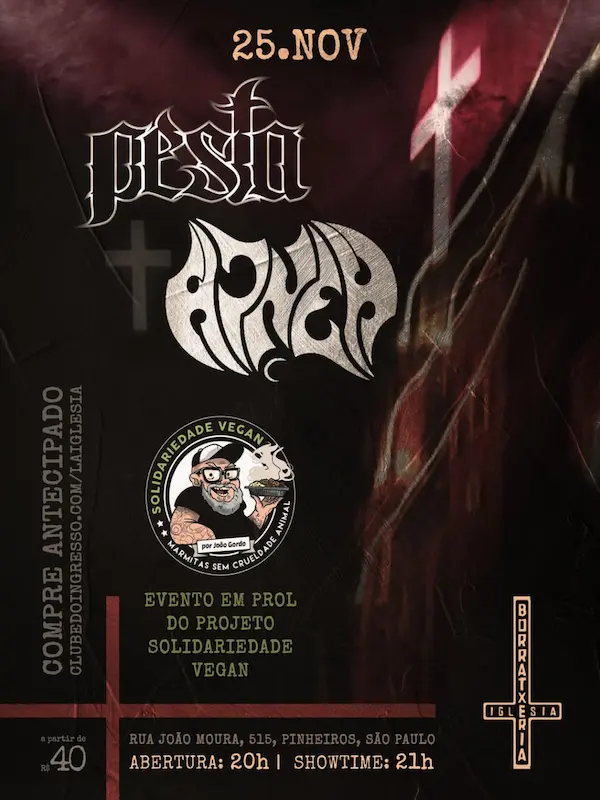 25.NOV
pesta
APNEA
SOLIDARIEDADE VEGAN
por João Gordo
MARMITAS SEM CRUELDADE ANIMAL
EVENTO EM PROL
DO PROJETO
SOLIDARIEDADE
VEGAN
COMPRE ANTECIPADO
CLUBEDOINGRESSO.COM/LAIGLESIA
a partir de
R$ 40
RUA JOÃO MOURA, 515, PINHEIROS, SÃO PAULO
ABERTURA: 20h | SHOWTIME: 21h
BORRATXERIA
IGLESIA